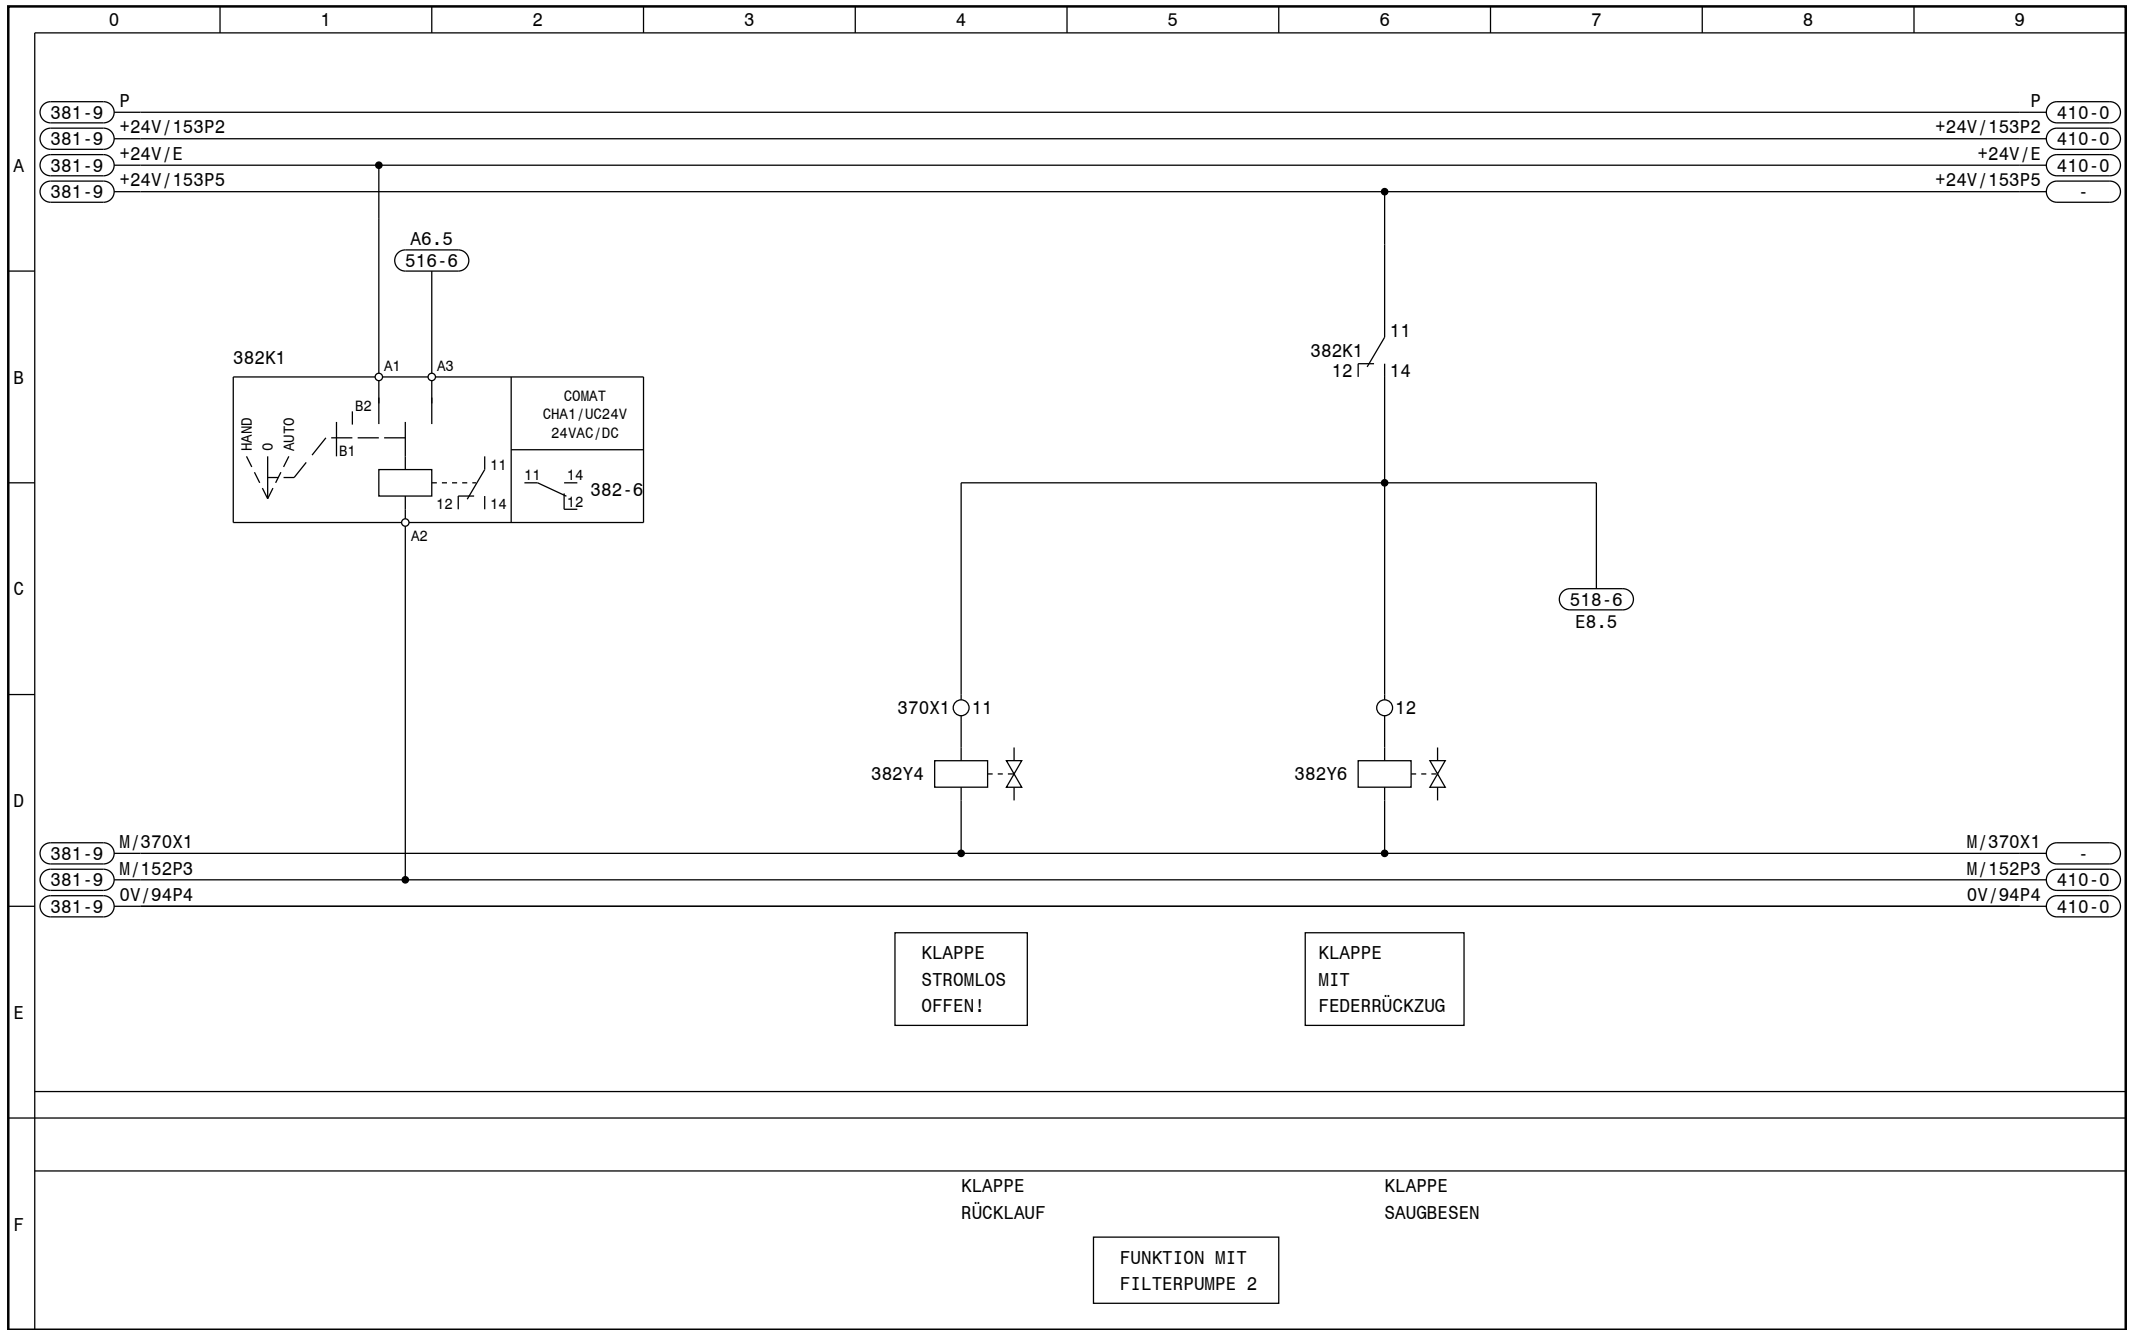 0 1 2 3 4 5 6 7 8 9
P P
381-9 410-0
+24V/153P2 +24V/153P2
381-9 410-0
+24V/E +24V/E
A 381-9 410-0
+24V/153P5 +24V/153P5
381-9 -
A6.5
516-6
11
382K1
12 14
382K1
A1 A3
B
COMAT
CHA1/UC24V
24VAC/DC
B2
B1
HAND
0
AUTO
11
12 14
11 14
12
382-6
A2
C
518-6
E8.5
370X1 11 12
382Y4 382Y6
D
M/370X1 M/370X1
381-9 -
M/152P3 M/152P3
381-9 410-0
0V/94P4 0V/94P4
381-9 410-0
KLAPPE
STROMLOS
OFFEN!
KLAPPE
MIT
FEDERRÜCKZUG
E
KLAPPE
RÜCKLAUF
KLAPPE
SAUGBESEN
F
FUNKTION MIT
FILTERPUMPE 2